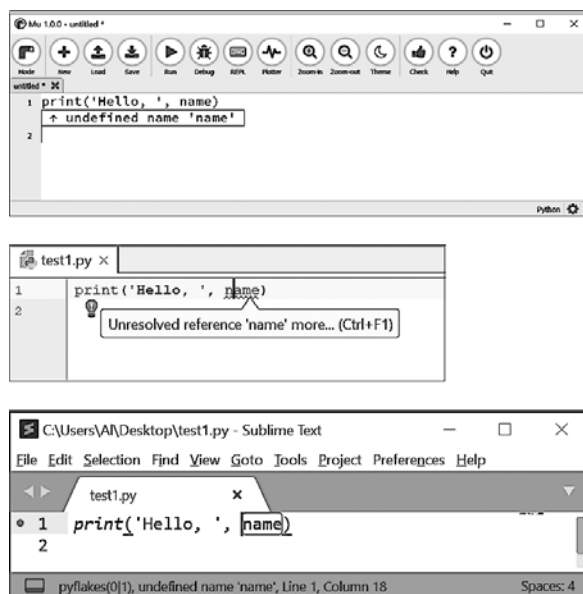 Mu 1.0.0 - untitled *
Mode New Load Save Run Debug REPL Plotter Zoom-in Zoom-out Theme Check Help Quit
untitled *
1 print('Hello, ', name)
↑ undefined name 'name'
2
Python
test1.py ×
1 print('Hello, ', name)
2
Unresolved reference 'name' more... (Ctrl+F1)
C:\Users\Al\Desktop\test1.py - Sublime Text
File Edit Selection Find View Goto Tools Project Preferences Help
test1.py ×
1 print('Hello, ', name)
2
pyflakes(0|1), undefined name 'name', Line 1, Column 18 Spaces: 4